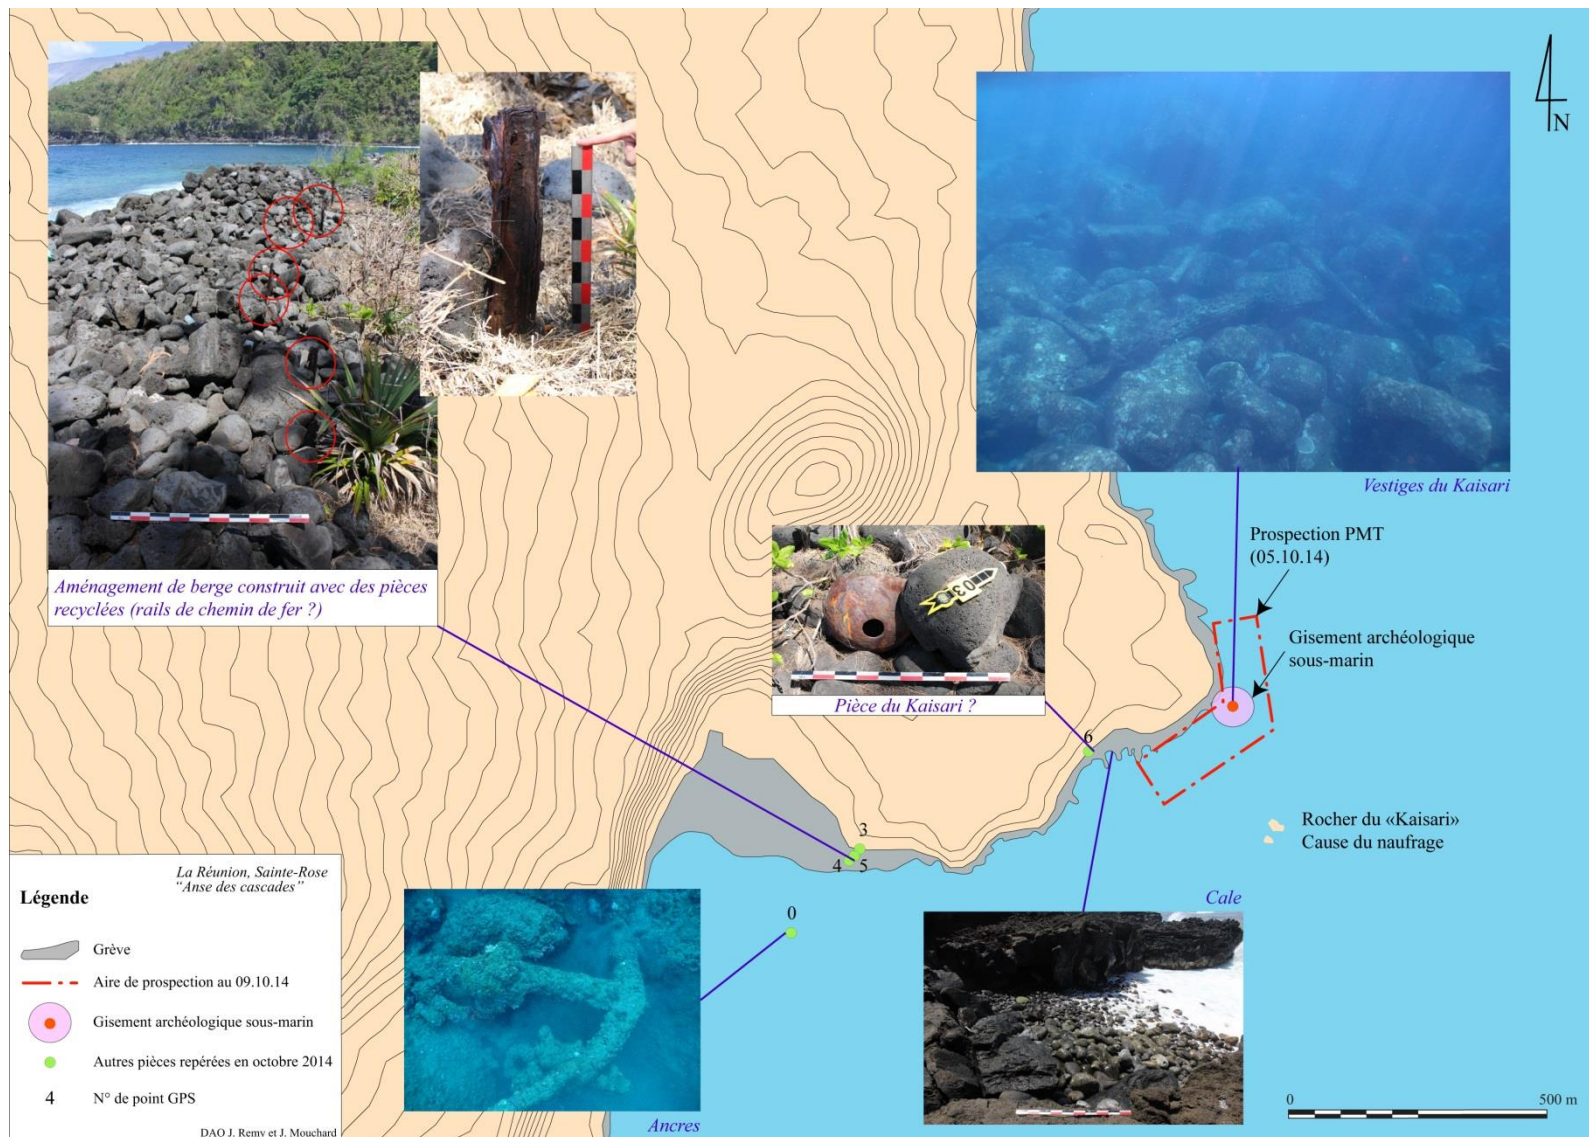 N
Vestiges du Kaisari
Aménagement de berge construit avec des pièces
recyclées (rails de chemin de fer ?)
Prospection PMT
(05.10.14)
Gisement archéologique
sous-marin
03
Pièce du Kaisari ?
6
Rocher du «Kaisari»
Cause du naufrage
3
4
5
0
Cale
Ancres
La Réunion, Sainte-Rose
“Anse des cascades”
Légende
Grève
Aire de prospection au 09.10.14
Gisement archéologique sous-marin
Autres pièces repérées en octobre 2014
4
N° de point GPS
DAO J. Remy et J. Mouchard
0
500 m